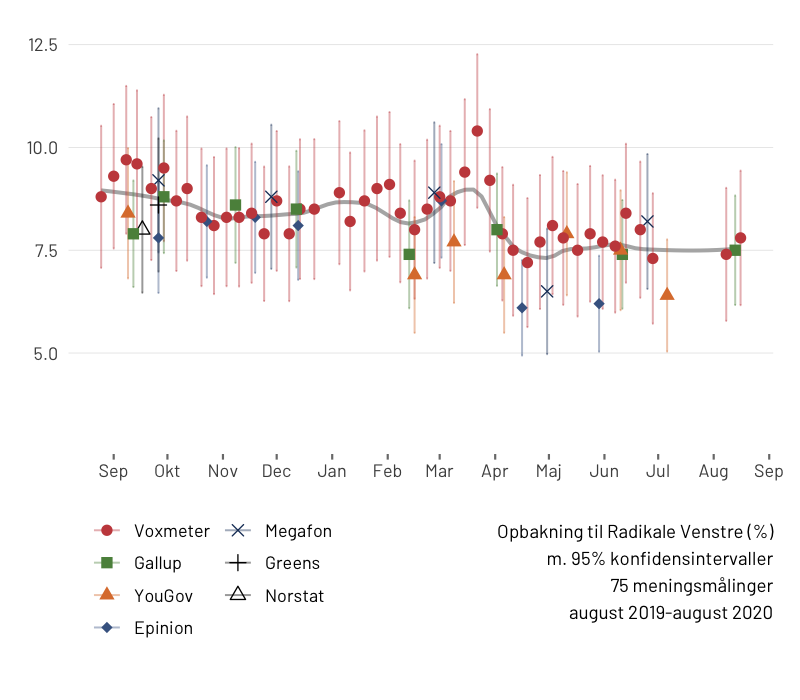 12.5
10.0
7.5
5.0
Sep Okt Nov Dec Jan Feb Mar Apr Maj Jun Jul Aug Sep
Voxmeter
Gallup
YouGov
Epinion
Megafon
Greens
Norstat
Opbakning til Radikale Venstre (%)
m. 95% konfidensintervaller
75 meningsmålinger
august 2019-august 2020